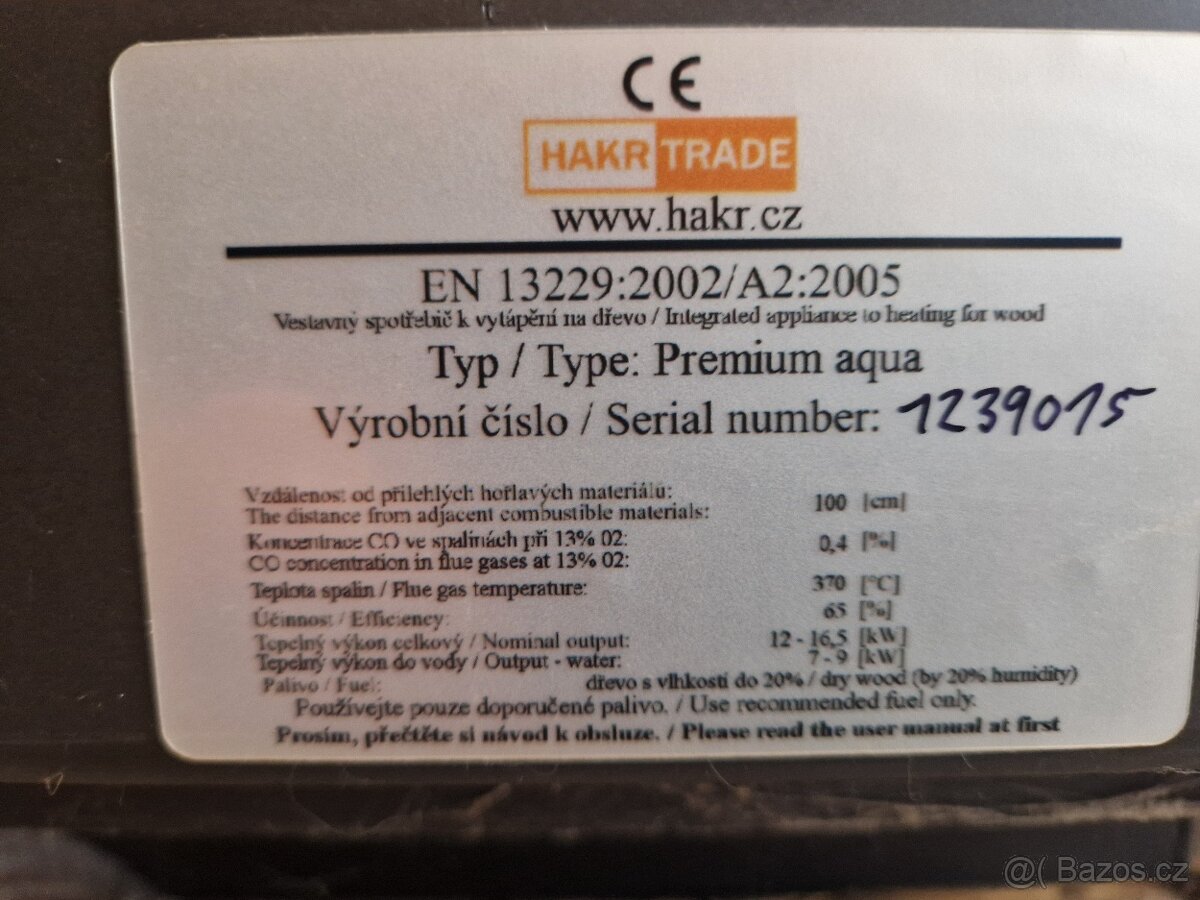 CE
HAKR TRADE
www.hakr.cz
EN 13229:2002/A2:2005
Vestavný spotřebič k vytápění na dřevo / Integrated appliance to heating for wood
Typ / Type: Premium aqua
Výrobní číslo / Serial number: 1239015
Vzdálenost od přilehlých hořlavých materiálů:
The distance from adjacent combustible materials: 100 [cm]
Koncentrace CO ve spalinách při 13% 02: 0,4 [%]
CO concentration in flue gases at 13% 02:
Teplota spalin / Flue gas temperature: 370 [°C]
Účinnost / Efficiency: 65 [%]
Tepelný výkon celkový / Nominal output: 12 - 16,5 [kW]
Tepelný výkon do vody / Output - water: 7 - 9 [kW]
Palivo / Fuel: dřevo s vlhkostí do 20% / dry wood (by 20% humidity)
Používejte pouze doporučené palivo. / Use recommended fuel only.
Prosím, přečtěte si návod k obsluze. / Please read the user manual at first
@( Bazos.cz